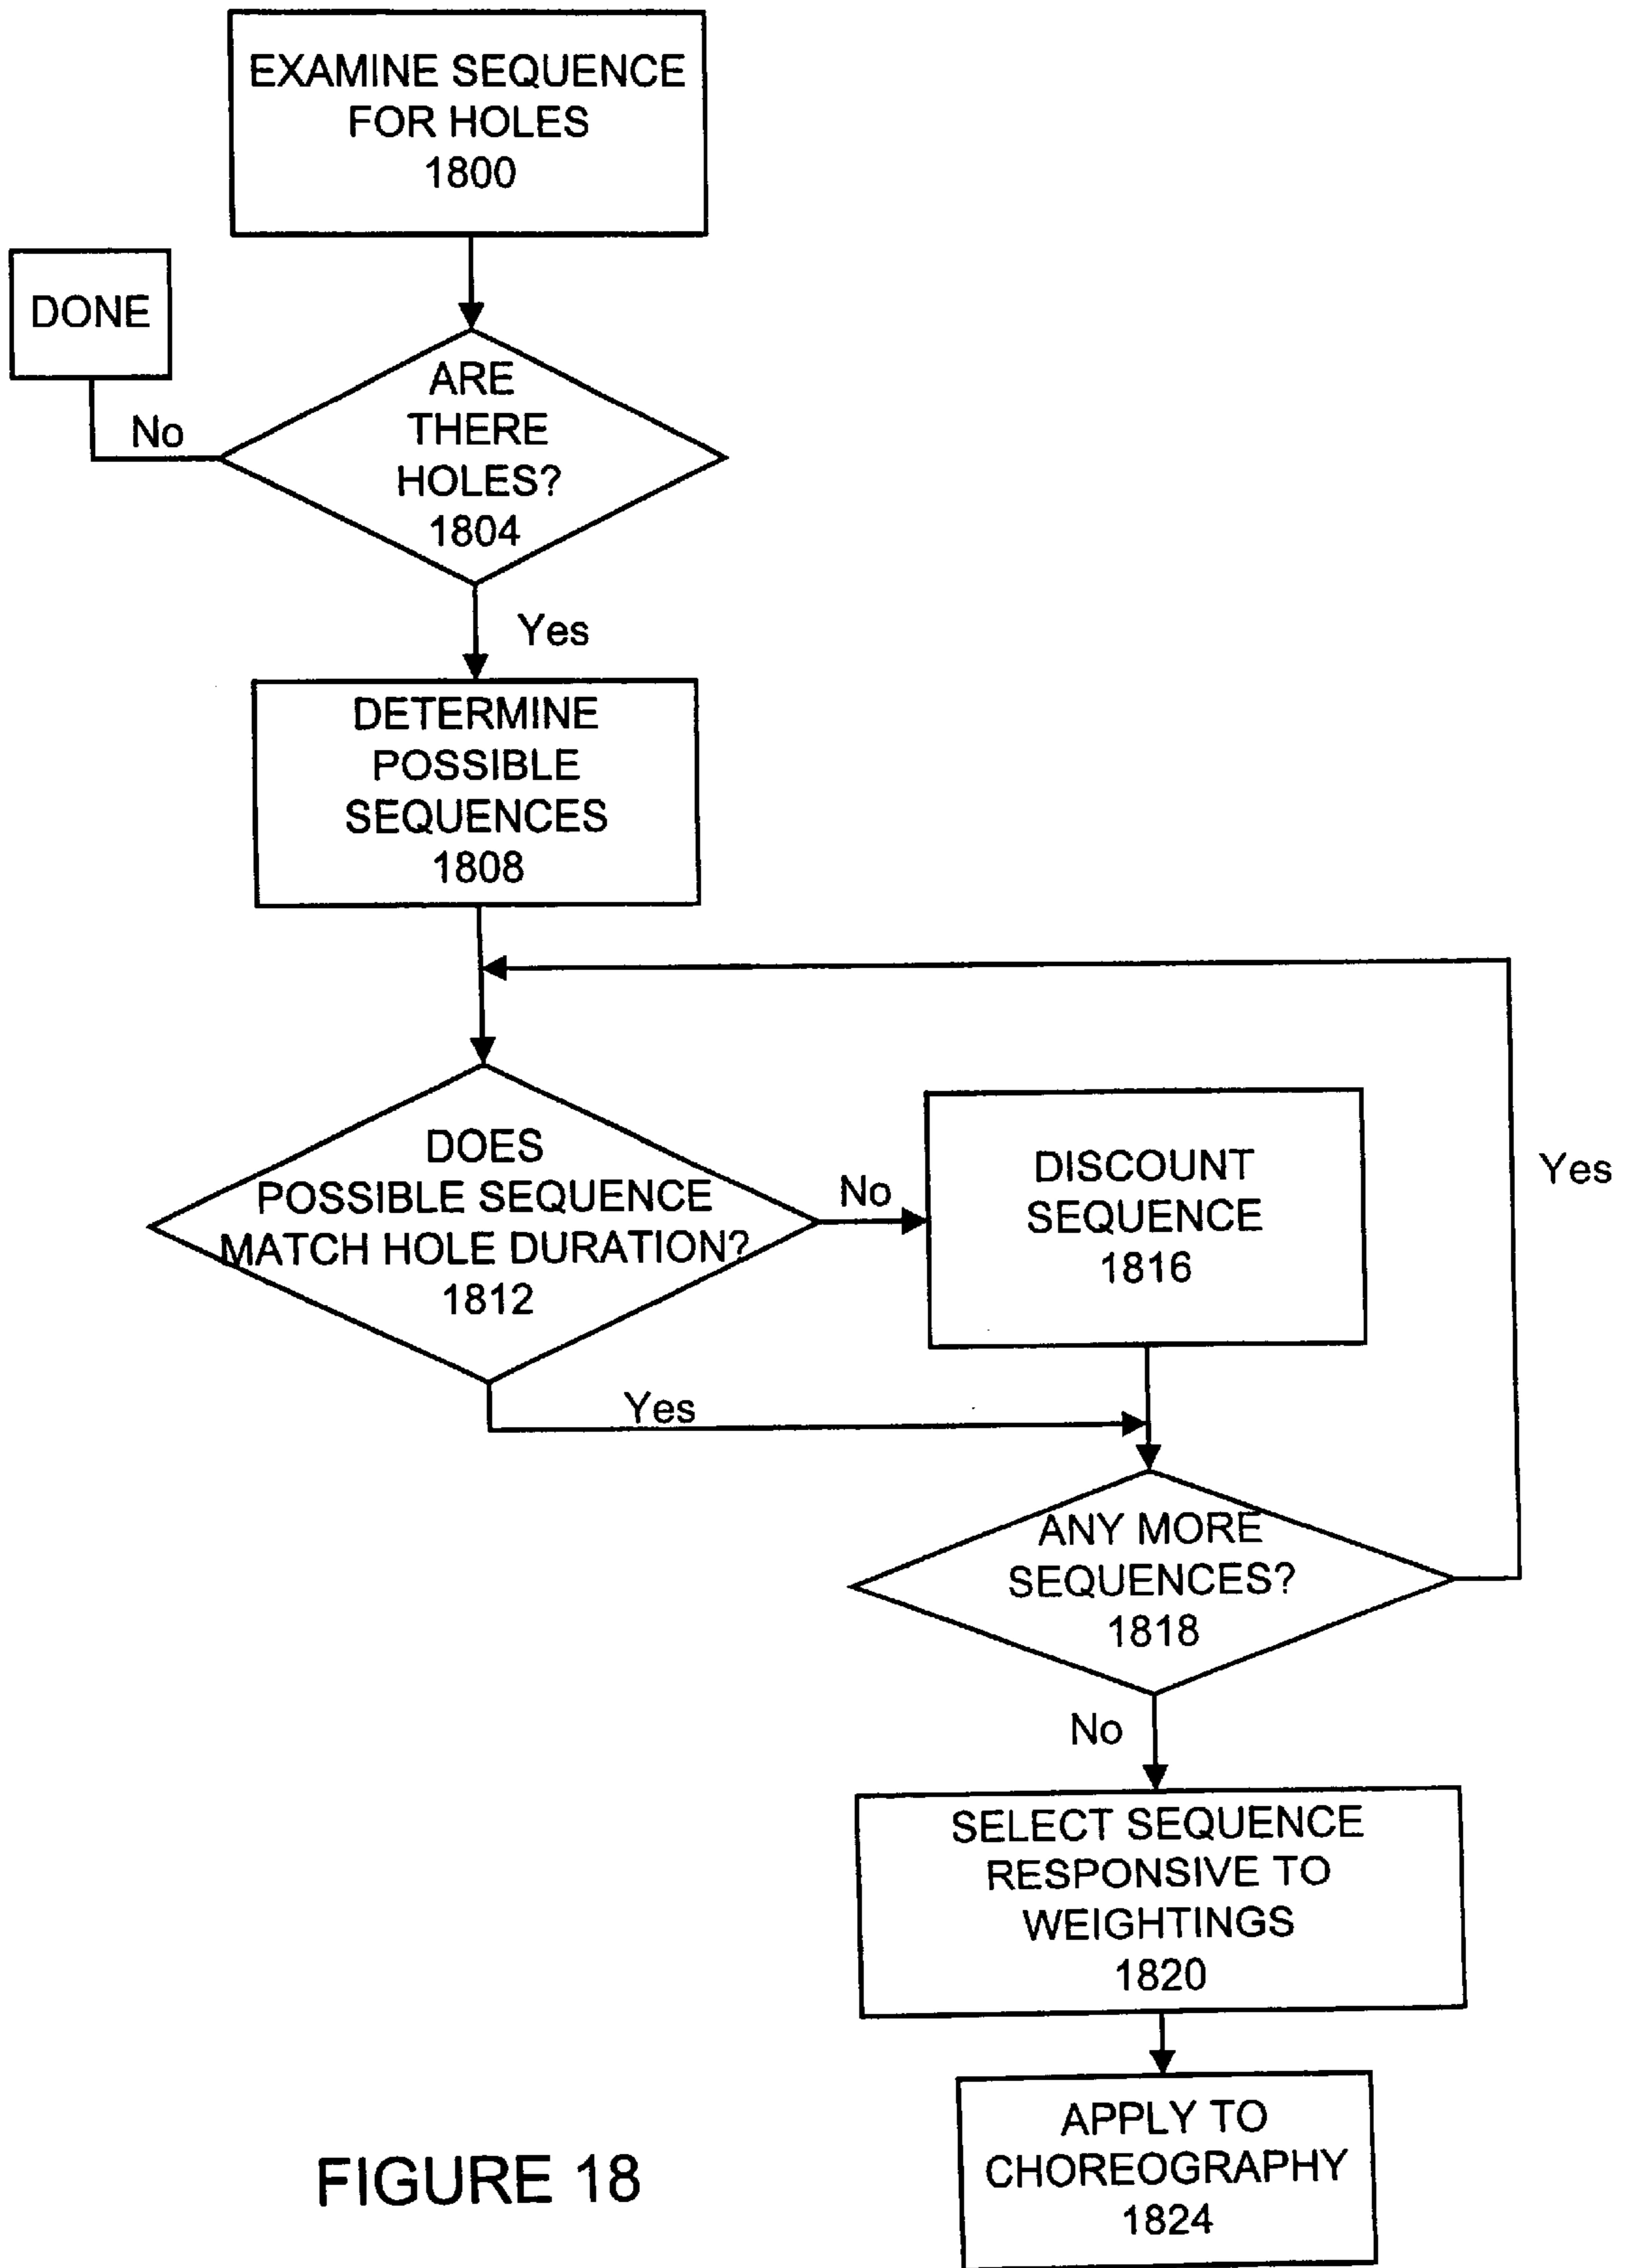 EXAMINE SEQUENCE
FOR HOLES
1800
DONE
No
ARE
THERE
HOLES?
1804
Yes
DETERMINE
POSSIBLE
SEQUENCES
1808
DOES
POSSIBLE SEQUENCE
MATCH HOLE DURATION?
1812
No
DISCOUNT
SEQUENCE
1816
Yes
Yes
ANY MORE
SEQUENCES?
1818
No
SELECT SEQUENCE
RESPONSIVE TO
WEIGHTINGS
1820
APPLY TO
CHOREOGRAPHY
1824
FIGURE 18